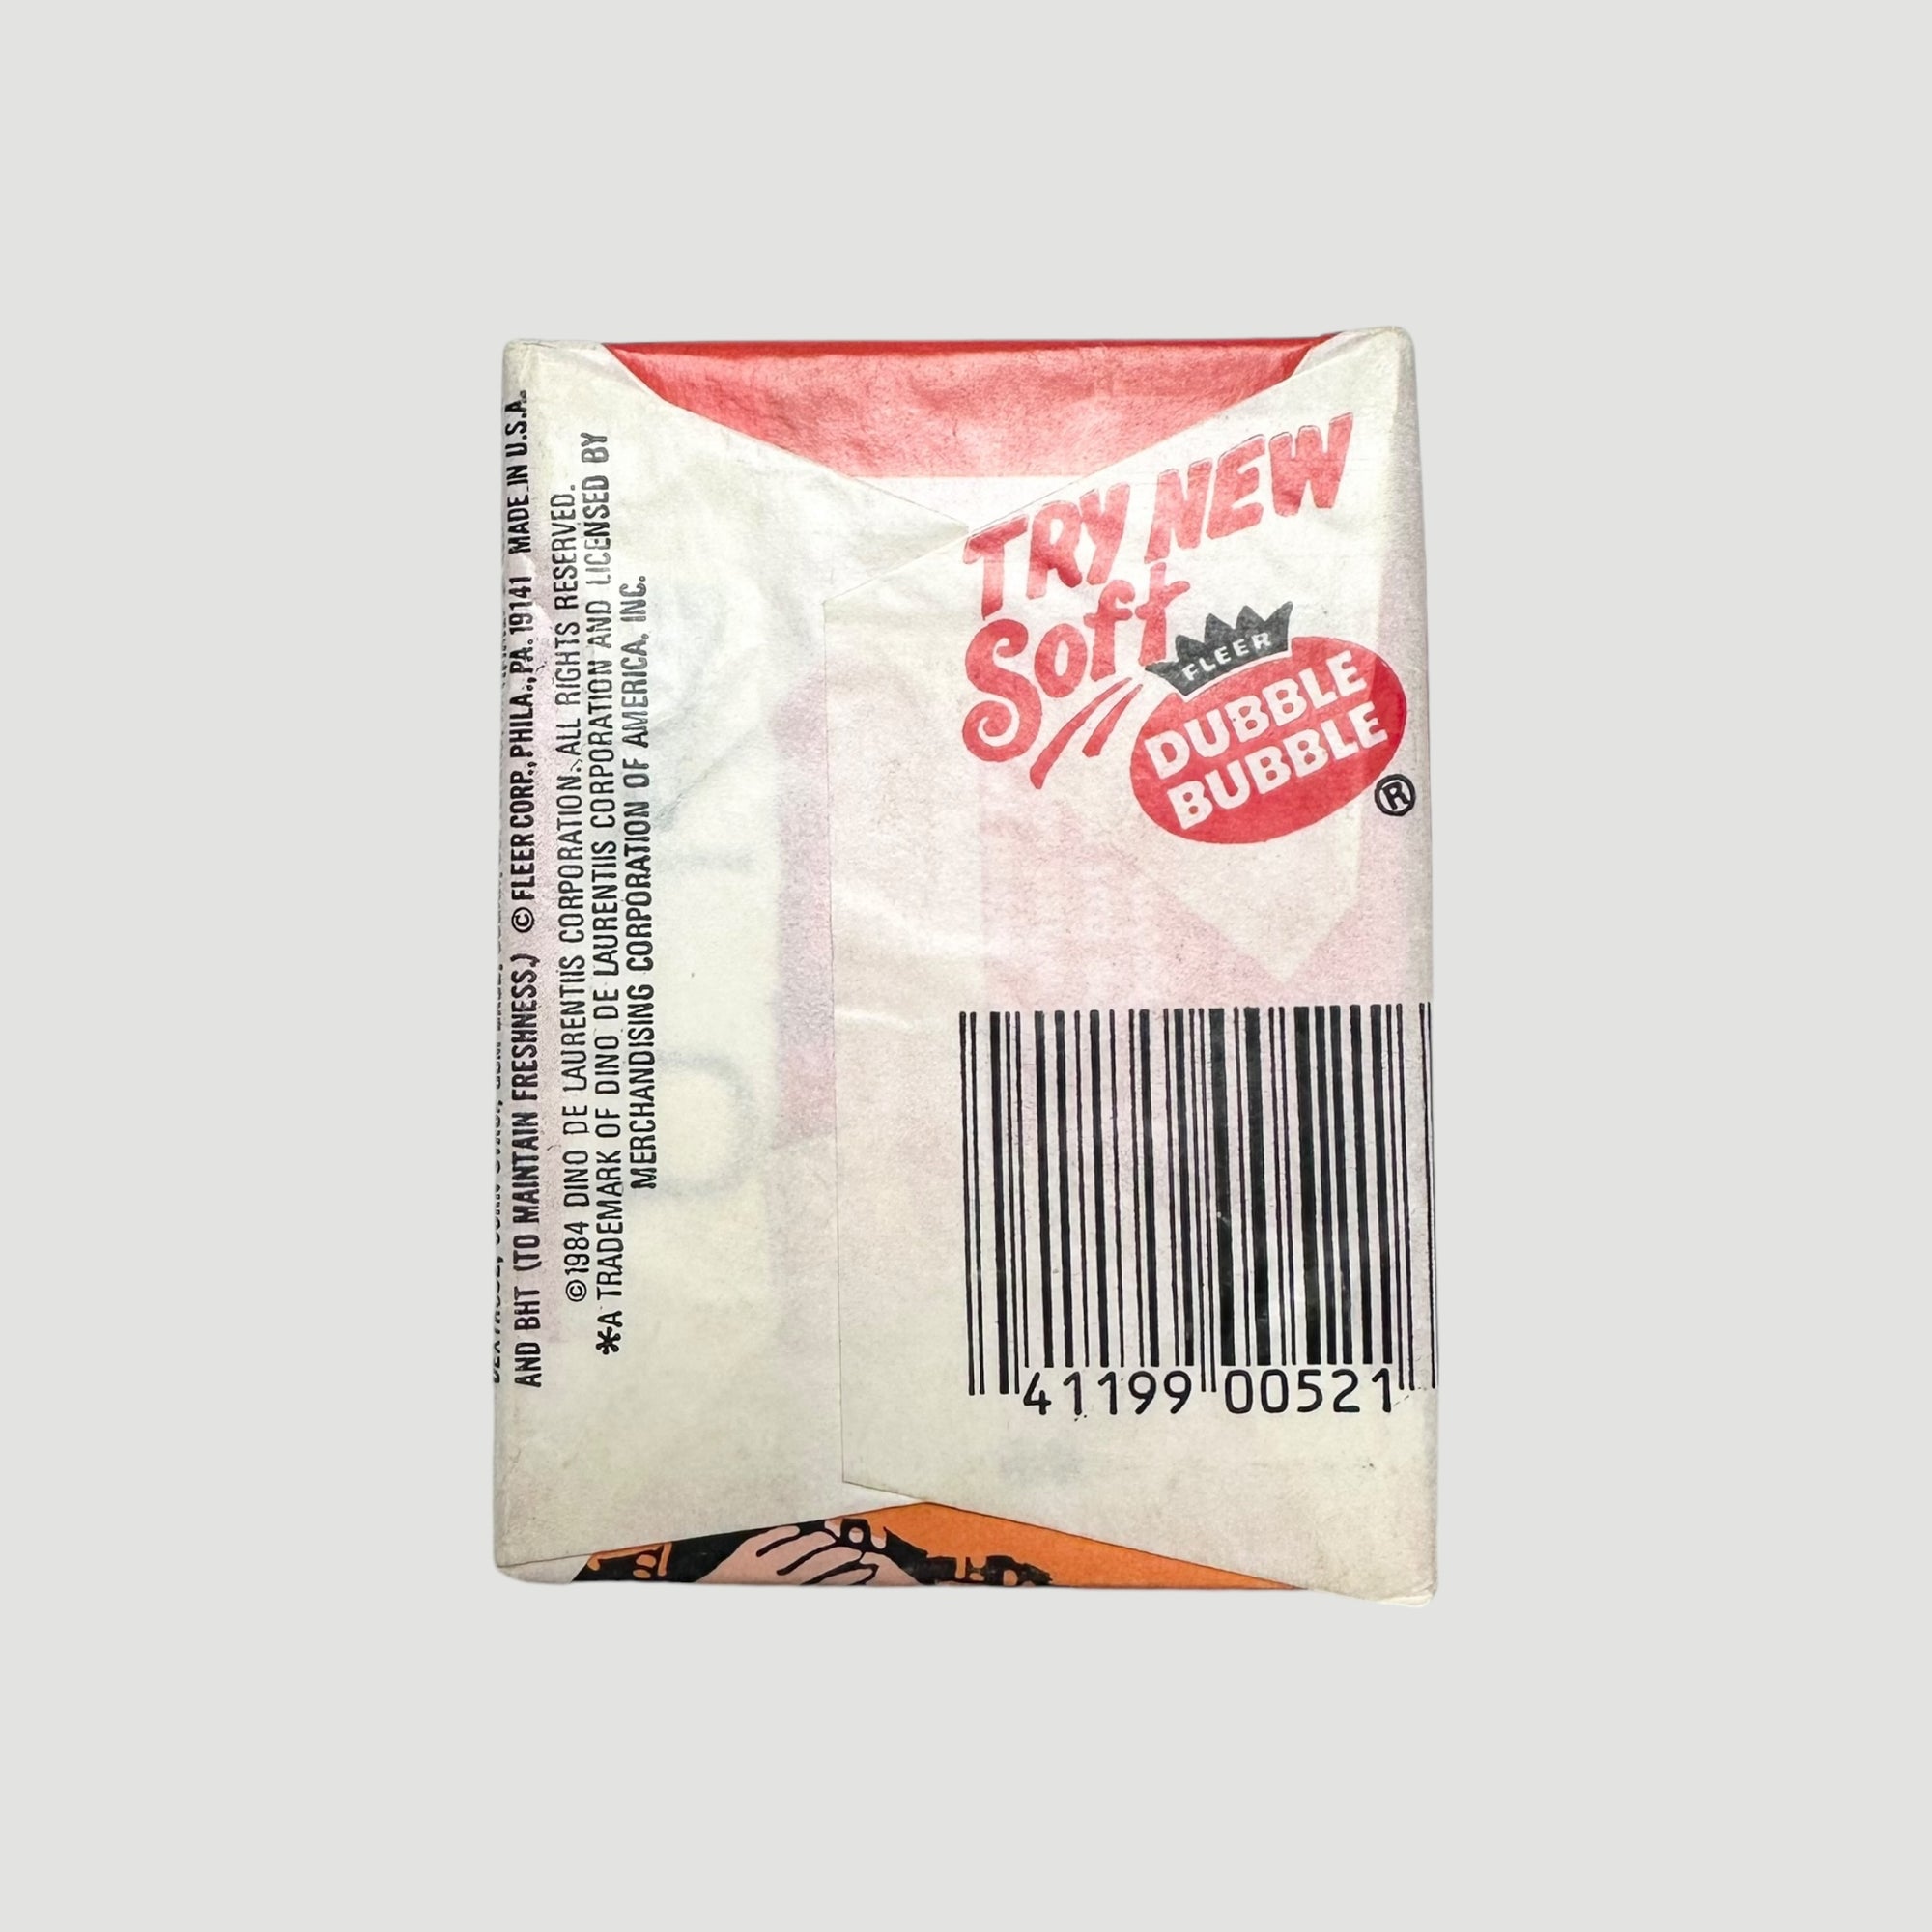 AND BHT (TO MAINTAIN FRESHNESS.) © FLEER CORP., PHILA., PA. 19141 MADE IN U.S.A.
©1984 DINO DE LAURENTIIS CORPORATION. ALL RIGHTS RESERVED.
*A TRADEMARK OF DINO DE LAURENTIIS CORPORATION AND LICENSED BY
MERCHANDISING CORPORATION OF AMERICA, INC.
TRY NEW
Soft
FLEER
DUBBLE
BUBBLE
®
41199 00521